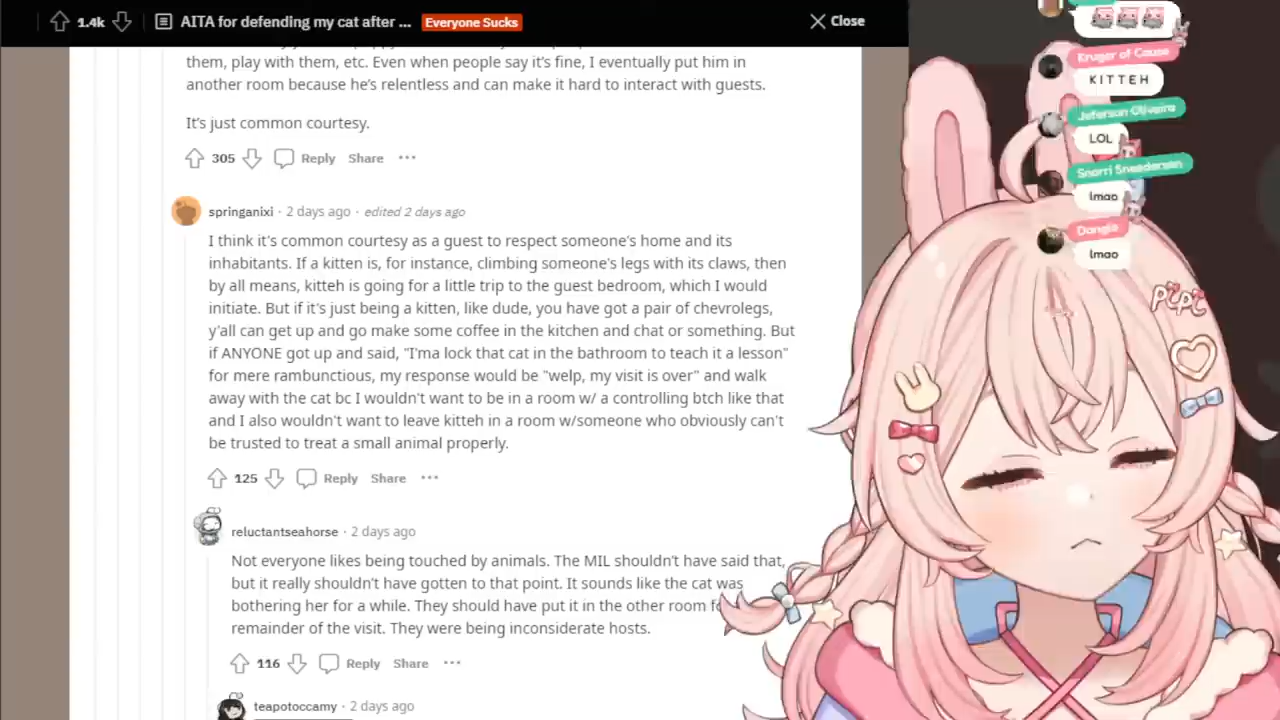 1.4k AITA for defending my cat after ... Everyone Sucks Close
them, play with them, etc. Even when people say it's fine, I eventually put him in
another room because he's relentless and can make it hard to interact with guests.
It's just common courtesy.
305 Reply Share ...
springanixi · 2 days ago · edited 2 days ago
I think it's common courtesy as a guest to respect someone's home and its
inhabitants. If a kitten is, for instance, climbing someone's legs with its claws, then
by all means, kitteh is going for a little trip to the guest bedroom, which I would
initiate. But if it's just being a kitten, like dude, you have got a pair of chevrolegs,
y'all can get up and go make some coffee in the kitchen and chat or something. But
if ANYONE got up and said, "I'ma lock that cat in the bathroom to teach it a lesson"
for mere rambunctious, my response would be "welp, my visit is over" and walk
away with the cat bc I wouldn't want to be in a room w/ a controlling btch like that
and I also wouldn't want to leave kitteh in a room w/someone who obviously can't
be trusted to treat a small animal properly.
125 Reply Share ...
reluctantseahorse · 2 days ago
Not everyone likes being touched by animals. The MIL shouldn't have said that,
but it really shouldn't have gotten to that point. It sounds like the cat was
bothering her for a while. They should have put it in the other room
remainder of the visit. They were being inconsiderate hosts.
116 Reply Share ...
teapotoccamy · 2 days ago
Kruger of Cause
KITTEH
Jeferson Oliveira
LOL
Snorri Sneaderson
lmao
Dangle
lmao
PiPi